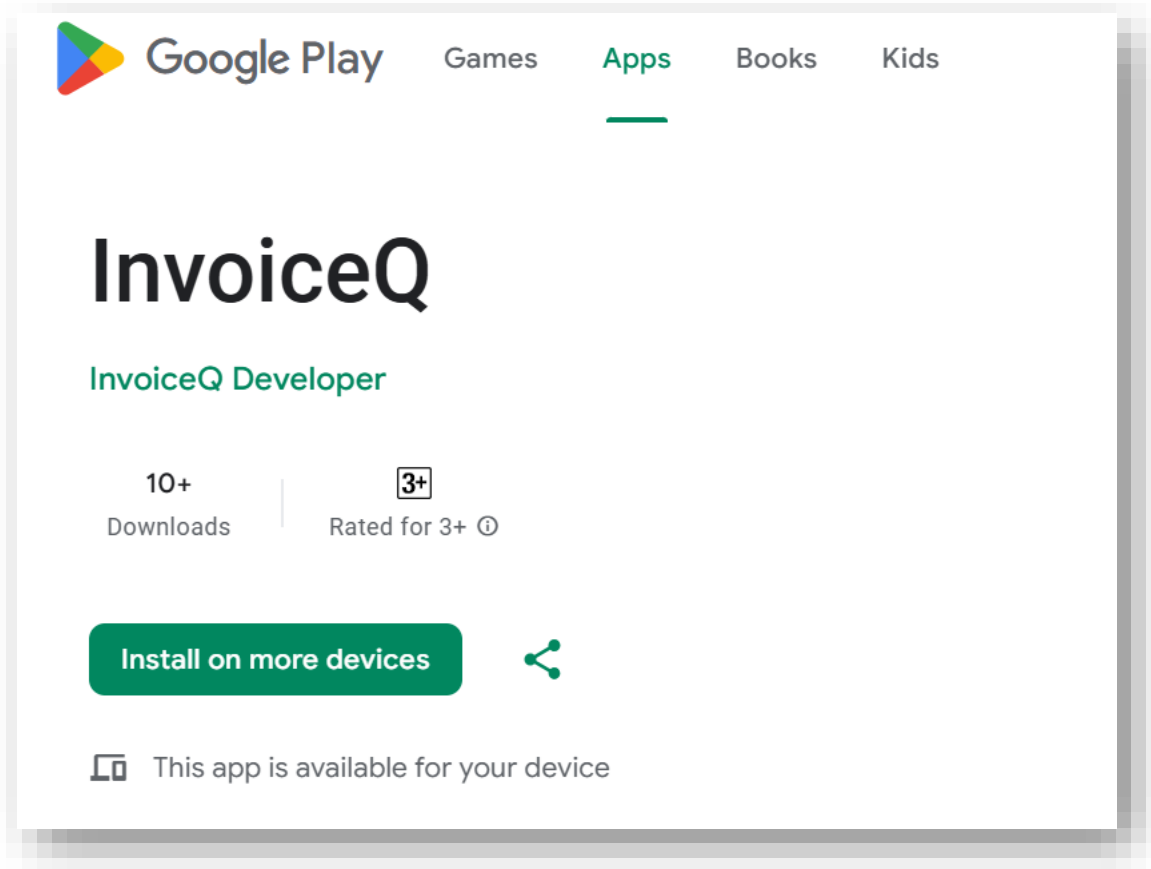 Google Play Games Apps Books Kids
InvoiceQ
InvoiceQ Developer
10+ 3+
Downloads Rated for 3+
Install on more devices
This app is available for your device